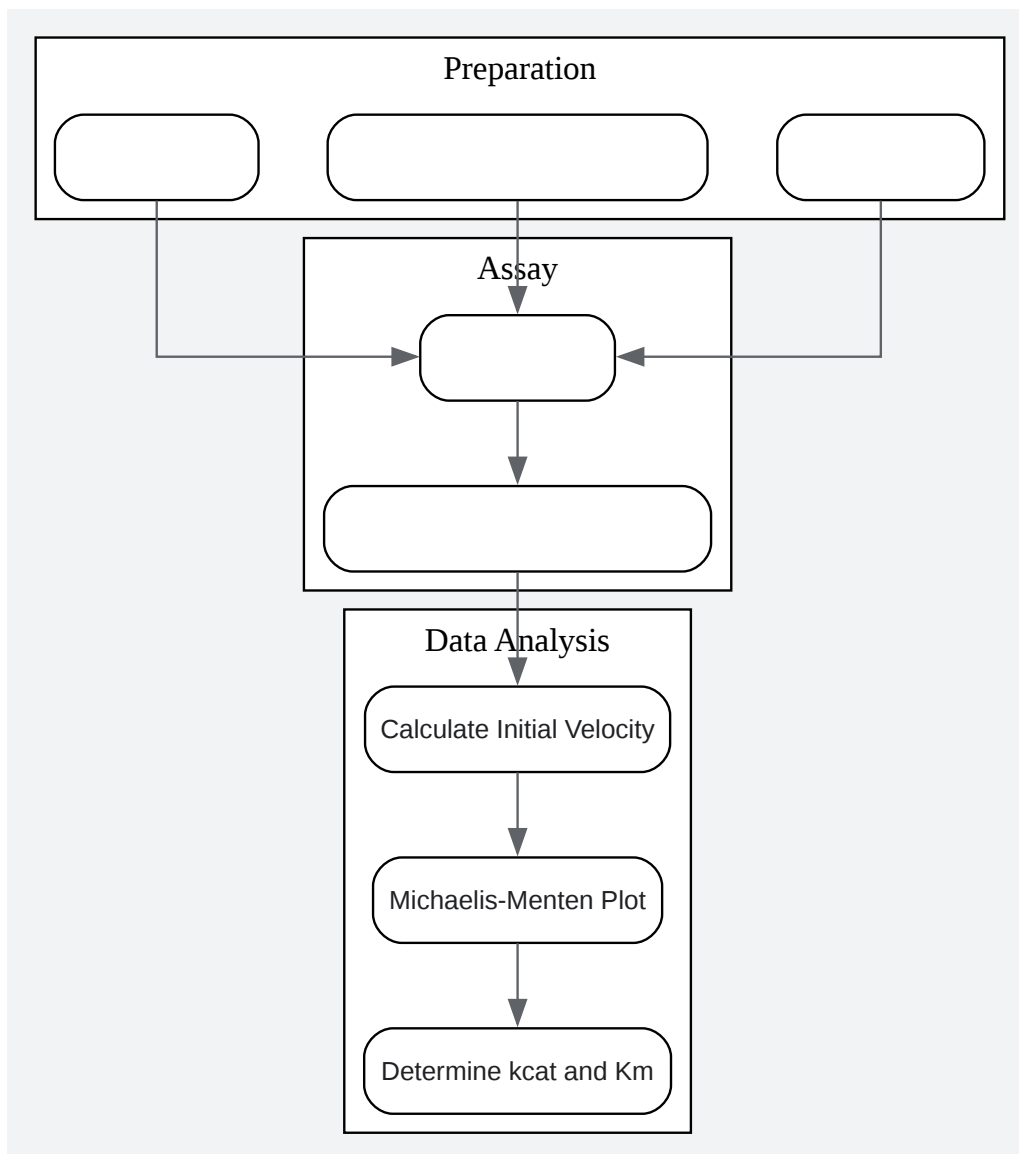 Preparation
Assay
Data Analysis
Calculate Initial Velocity
Michaelis-Menten Plot
Determine kcat and Km